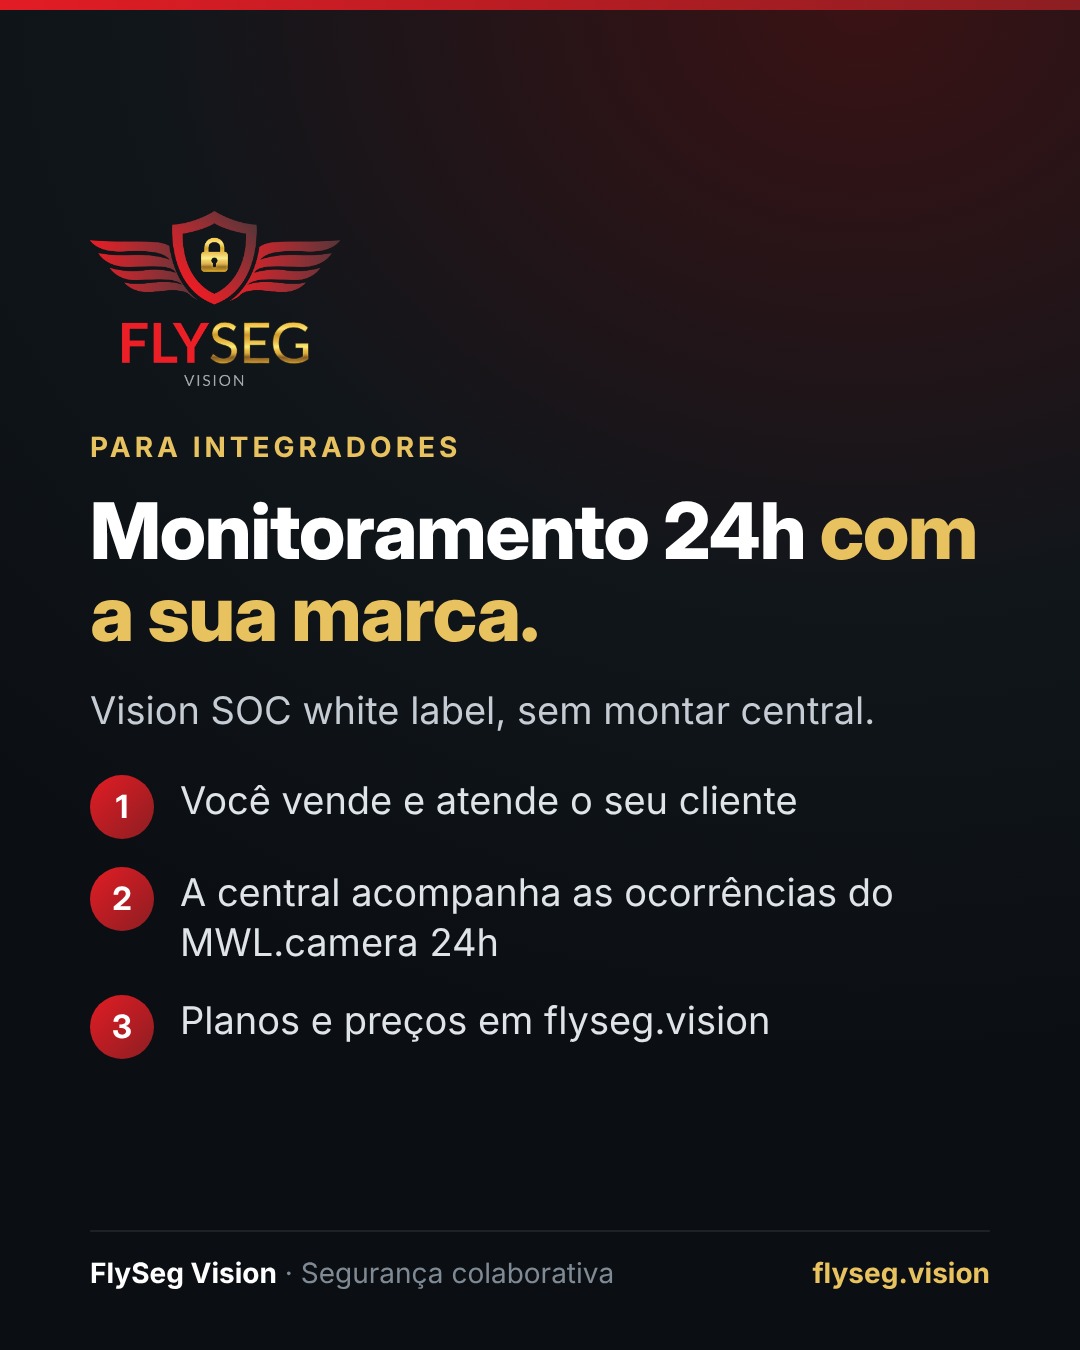 FLYSEG
VISION
PARA INTEGRADORES
Monitoramento 24h com
a sua marca.
Vision SOC white label, sem montar central.
1 Você vende e atende o seu cliente
2 A central acompanha as ocorrências do
MWL.camera 24h
3 Planos e preços em flyseg.vision
FlySeg Vision · Segurança colaborativa flyseg.vision